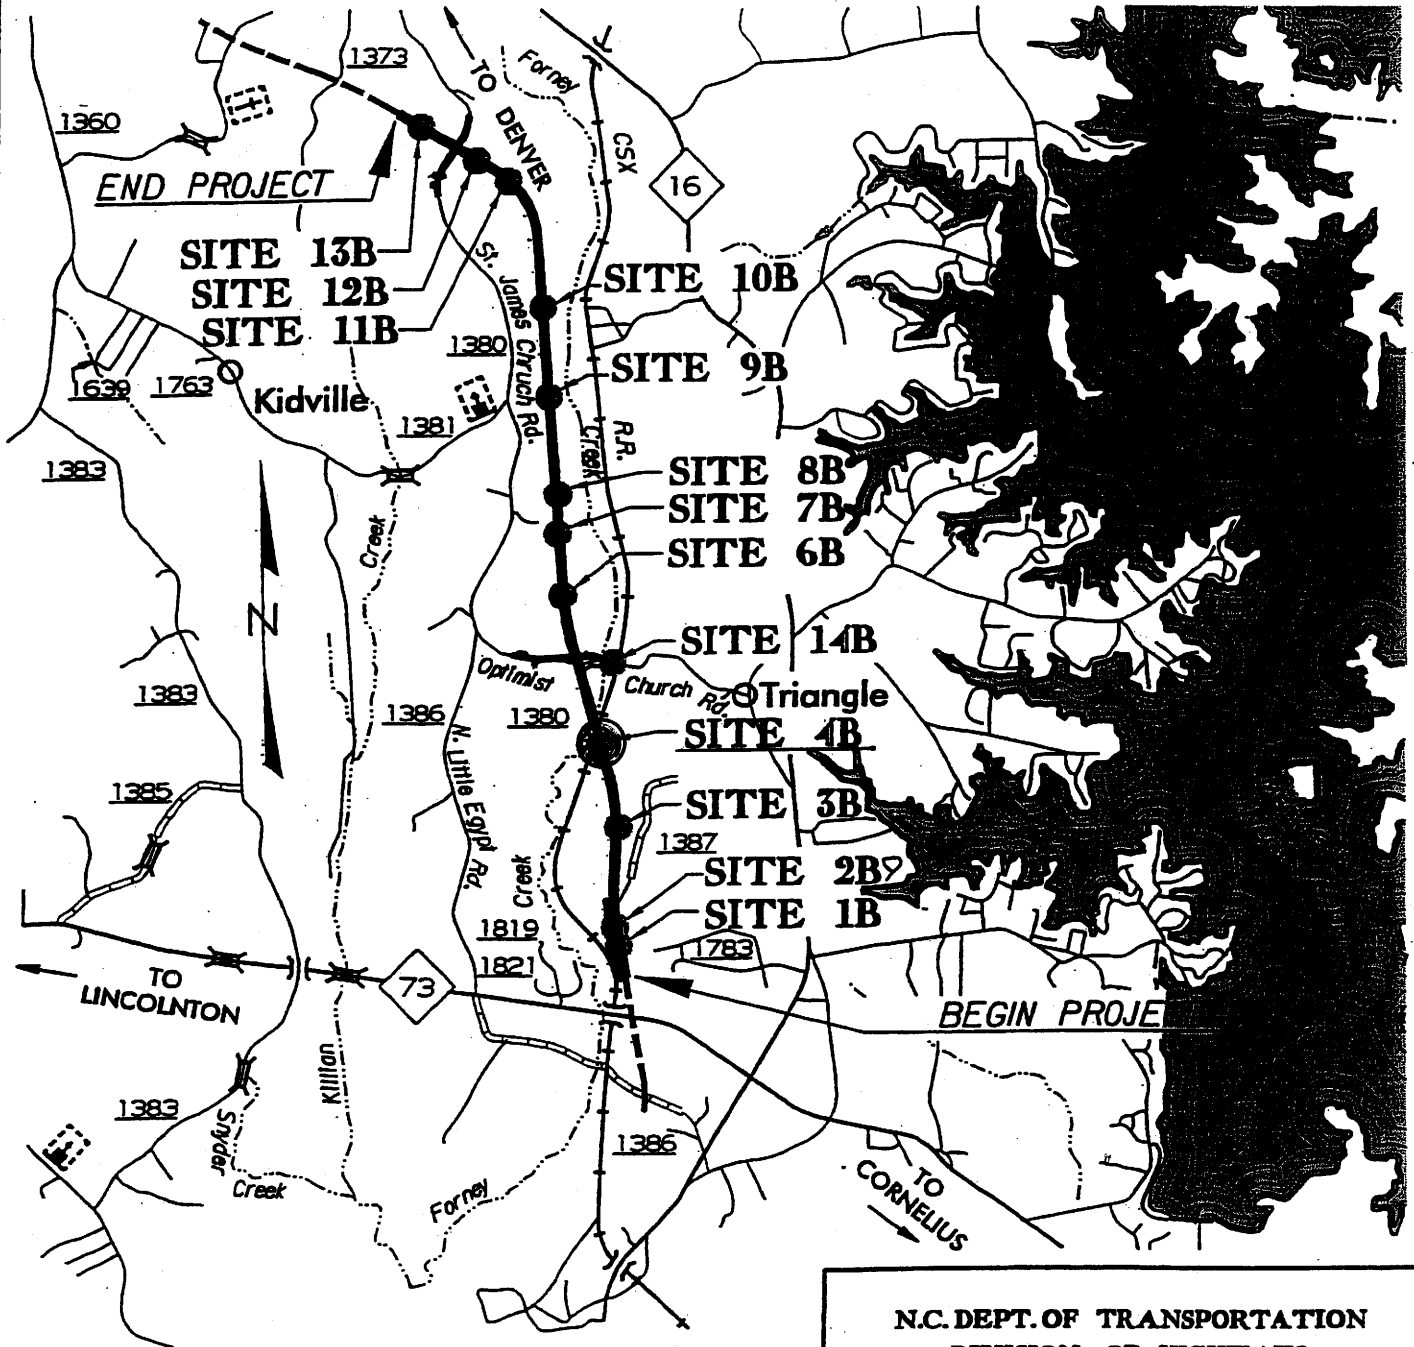 1373
TO DENVER
Forney
CSX
1360
END PROJECT
16
SITE 13B
SITE 12B
SITE 11B
SITE 10B
St. James Chruch Rd.
1380
SITE 9B
1639
1763
Kidville
1381
R.R.
Creek
1383
SITE 8B
SITE 7B
SITE 6B
Creek
N
SITE 14B
Optimist
Church Rd.
Triangle
1383
1386
1380
SITE 4B
N. Little Egypt Rd.
1385
SITE 3B
1387
Creek
SITE 2B
SITE 1B
1819
1783
1821
TO
LINCOLNTON
73
BEGIN PROJE
Killian
1383
Snyder
Creek
1386
Forney
TO
CORNELIUS
N.C. DEPT. OF TRANSPORTATION